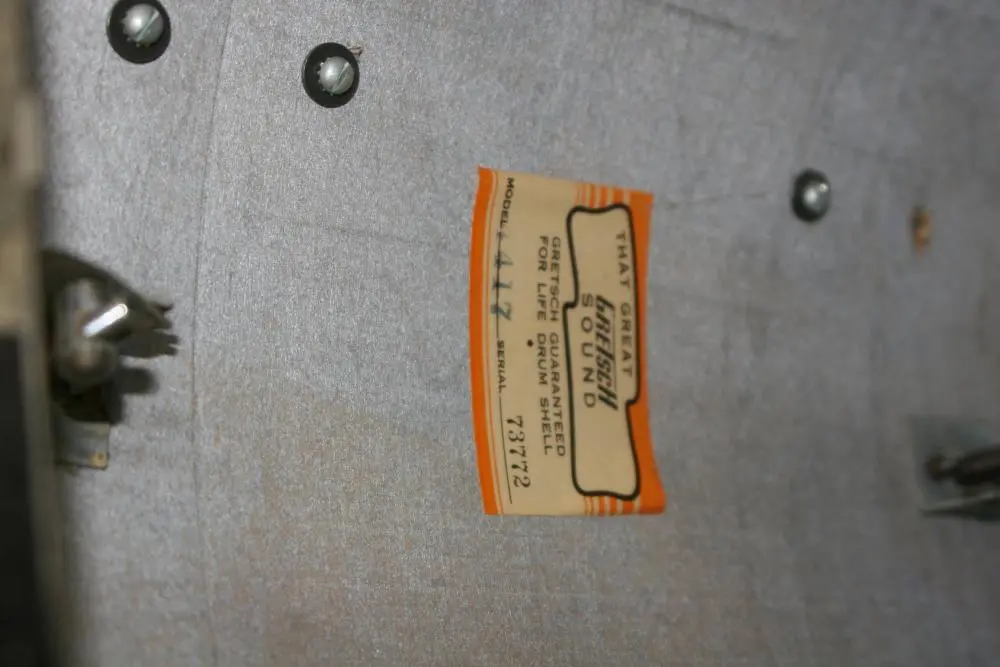 THAT GREAT
GRETSCH
SOUND
GRETSCH GUARANTEED
FOR LIFE DRUM SHELL
MODEL 4417 SERIAL 73772